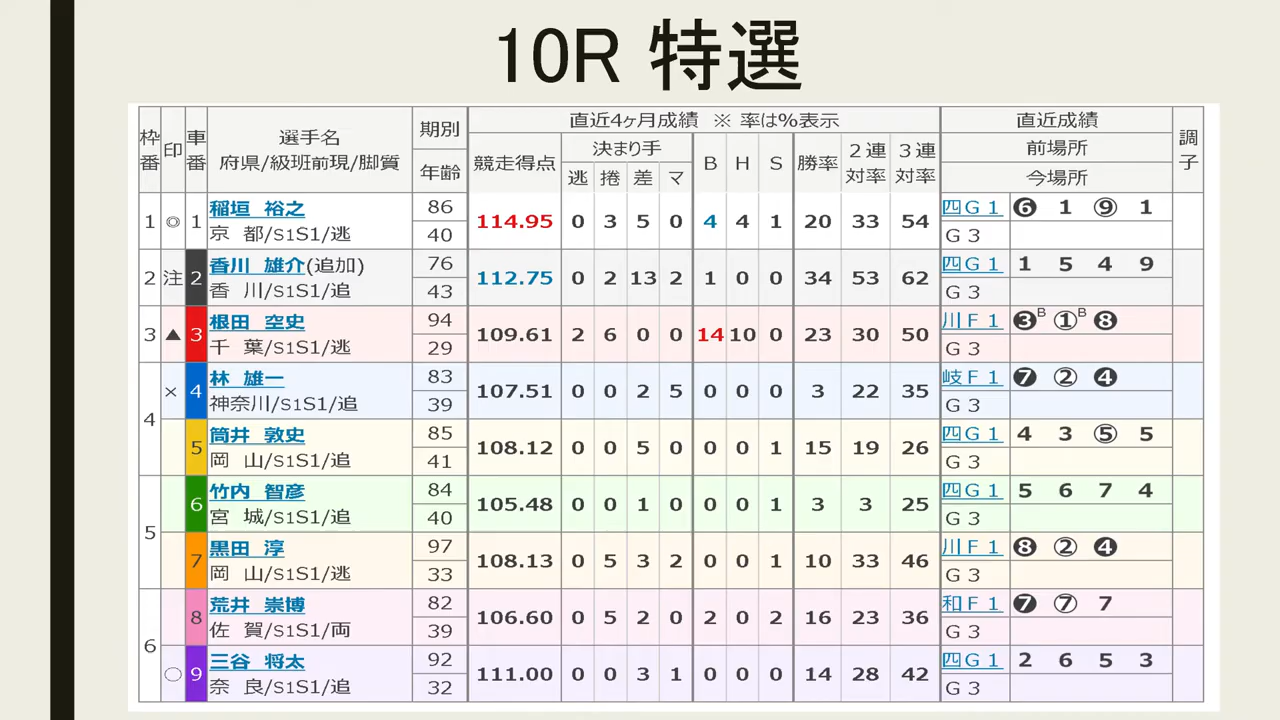 10R 特選
枠番 印 車番 選手名 府県/級班前現/脚質 期別 年齢 直近4ヶ月成績 ※ 率は%表示 直近成績 調子
競走得点 決まり手 B H S 勝率 2連対率 3連対率 前場所
逃 捲 差 マ 今場所
1 ◎ 1 稲垣 裕之 86 114.95 0 3 5 0 4 4 1 20 33 54 四G1 ❻ 1 ⑨ 1
京 都/S1S1/逃 40 G3
2 注 2 香川 雄介(追加) 76 112.75 0 2 13 2 1 0 0 34 53 62 四G1 1 5 4 9
香 川/S1S1/追 43 G3
3 ▲ 3 根田 空史 94 109.61 2 6 0 0 14 10 0 23 30 50 川F1 ❸B ①B ❽
千 葉/S1S1/逃 29 G3
4 × 4 林 雄一 83 107.51 0 0 2 5 0 0 0 3 22 35 岐F1 ❼ ② ❹
神奈川/S1S1/追 39 G3
5 筒井 敦史 85 108.12 0 0 5 0 0 0 1 15 19 26 四G1 4 3 ⑤ 5
岡 山/S1S1/追 41 G3
5 6 竹内 智彦 84 105.48 0 0 1 0 0 0 1 3 3 25 四G1 5 6 7 4
宮 城/S1S1/追 40 G3
7 黒田 淳 97 108.13 0 5 3 2 0 0 1 10 33 46 川F1 ❽ ② ❹
岡 山/S1S1/逃 33 G3
6 8 荒井 崇博 82 106.60 0 5 2 0 2 0 2 16 23 36 和F1 ❼ ⑦ 7
佐 賀/S1S1/両 39 G3
○ 9 三谷 将太 92 111.00 0 0 3 1 0 0 0 14 28 42 四G1 2 6 5 3
奈 良/S1S1/追 32 G3